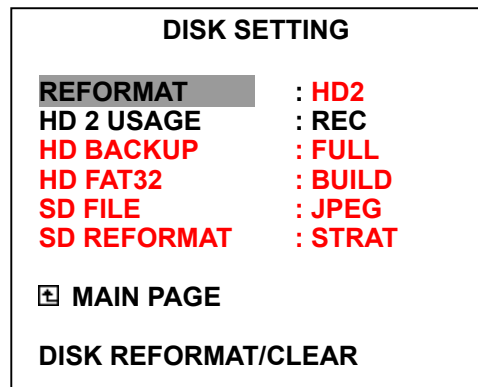 DISK SETTING
REFORMAT : HD2
HD 2 USAGE : REC
HD BACKUP : FULL
HD FAT32 : BUILD
SD FILE : JPEG
SD REFORMAT : STRAT
MAIN PAGE
DISK REFORMAT/CLEAR